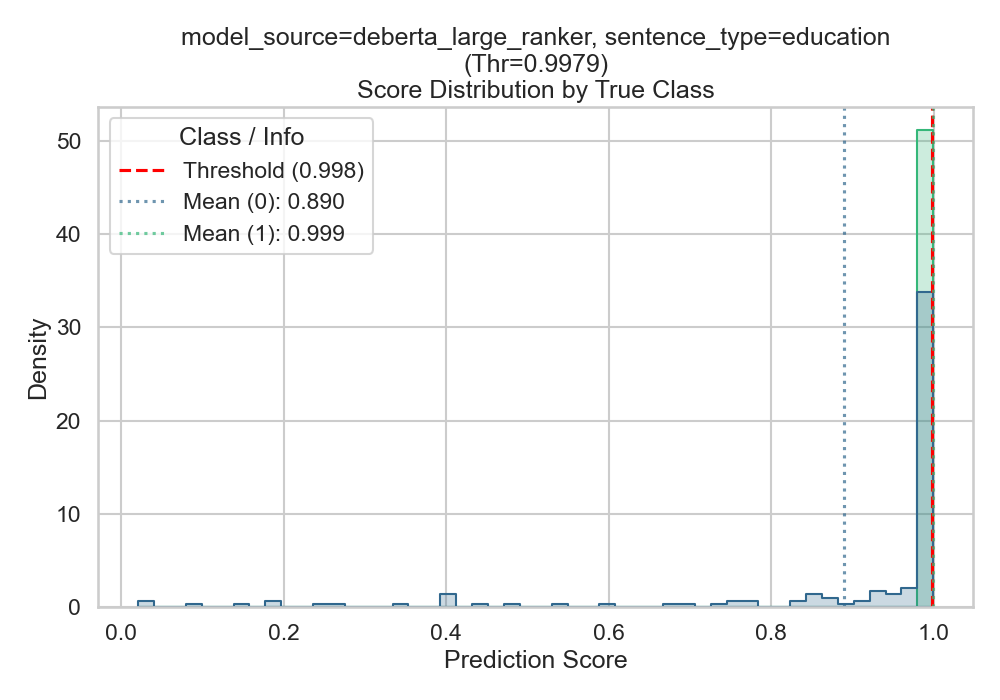 model_source=deberta_large_ranker, sentence_type=education
(Thr=0.9979)
Score Distribution by True Class
Class / Info
Threshold (0.998)
Mean (0): 0.890
Mean (1): 0.999
Density
50
40
30
20
10
0
0.0 0.2 0.4 0.6 0.8 1.0
Prediction Score